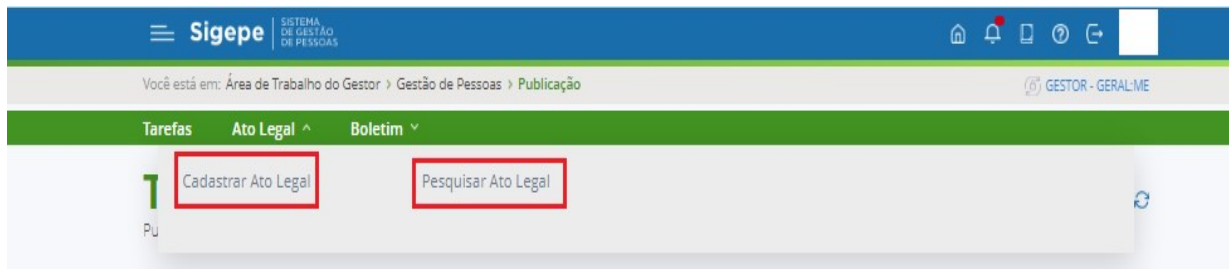 Sigepe SISTEMA DE GESTÃO DE PESSOAS
Você está em: Área de Trabalho do Gestor > Gestão de Pessoas > Publicação GESTOR - GERAL:ME
Tarefas Ato Legal Boletim
Cadastrar Ato Legal Pesquisar Ato Legal
T
Pu